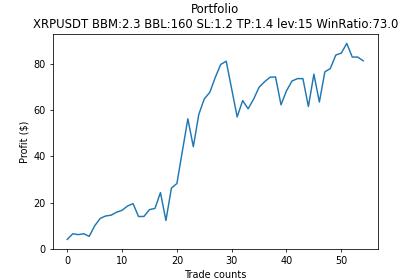 Portfolio
XRPUSDT BBM:2.3 BBL:160 SL:1.2 TP:1.4 lev:15 WinRatio:73.0
80
60
40
20
0
Profit ($)
0 10 20 30 40 50
Trade counts